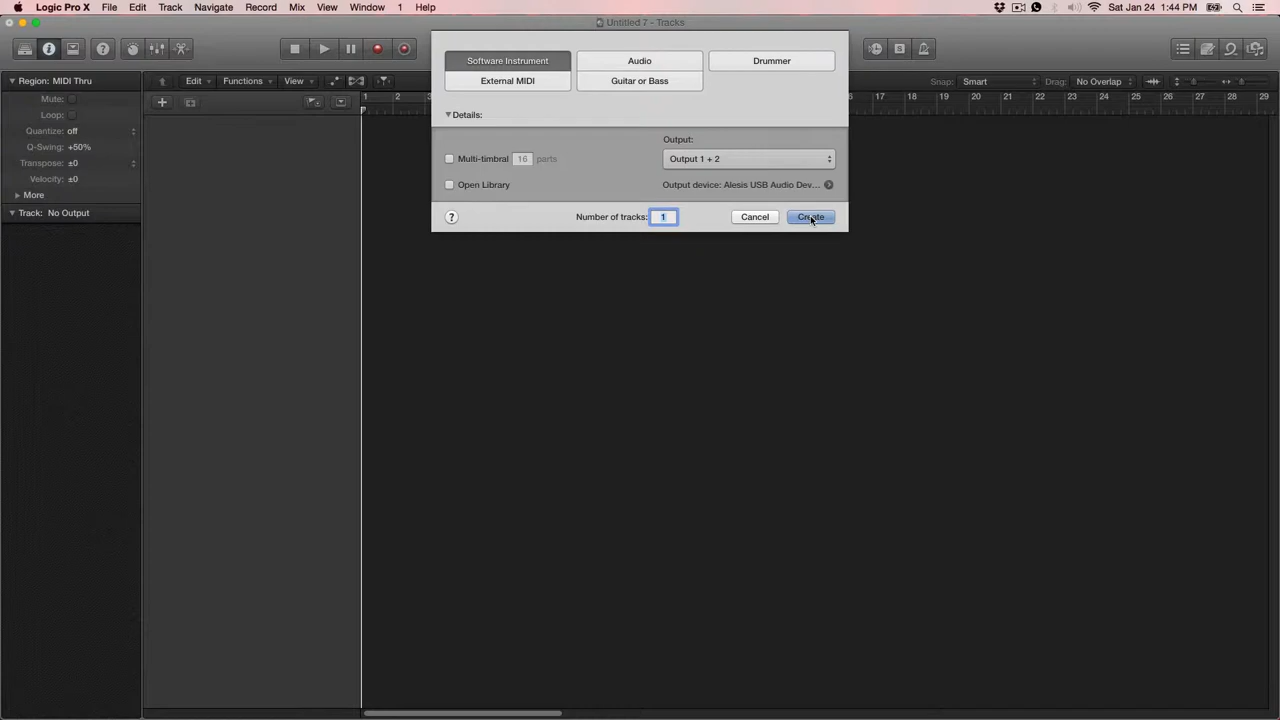 Logic Pro X File Edit Track Navigate Record Mix View Window 1 Help Sat Jan 24 1:44 PM
Untitled 7 - Tracks
Software Instrument Audio Drummer
External MIDI Guitar or Bass
Details:
Output:
Multi-timbral 16 parts Output 1 + 2
Open Library Output device: Alesis USB Audio Dev...
? Number of tracks: 1 Cancel Create
Region: MIDI Thru
Mute:
Loop:
Quantize: off
Q-Swing: +50%
Transpose: ±0
Velocity: ±0
More
Track: No Output
Edit Functions View
Snap: Smart Drag: No Overlap
1 2 3 17 18 19 20 21 22 23 24 25 26 27 28 29